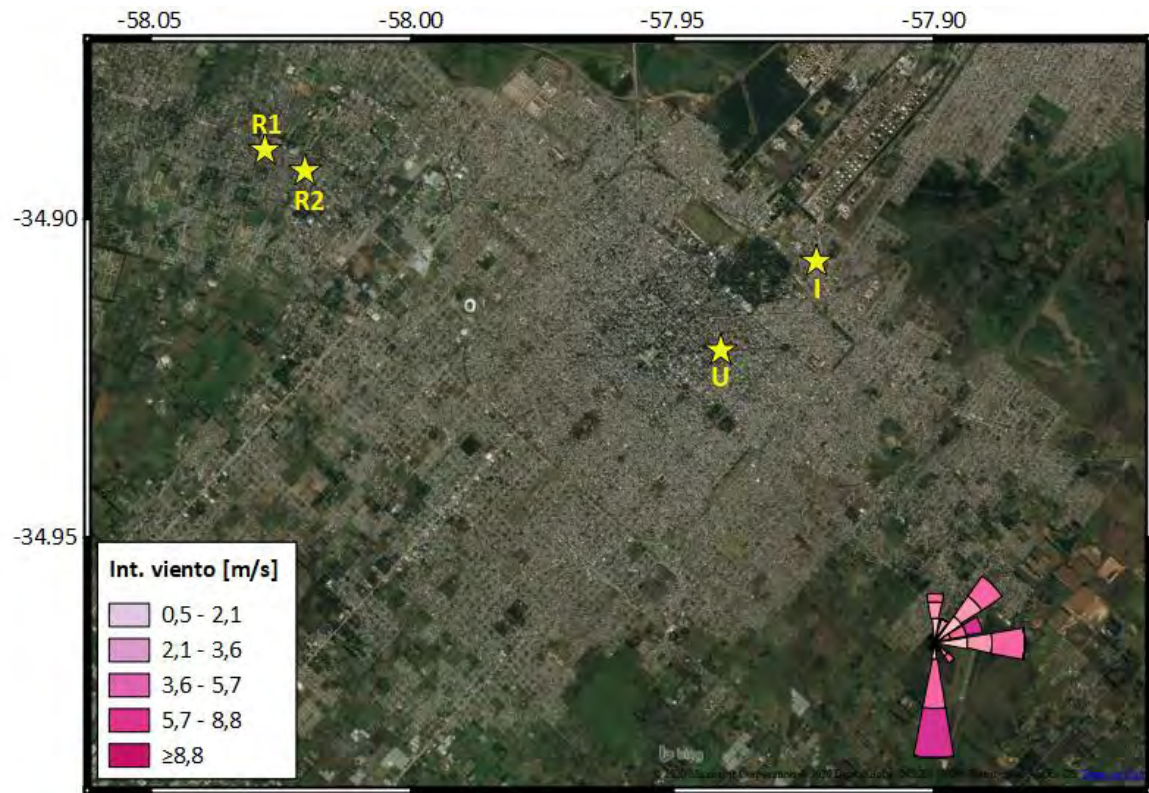 -58.05 -58.00 -57.95 -57.90
R1
R2
-34.90
I
U
-34.95
Int. viento [m/s]
0,5 - 2,1
2,1 - 3,6
3,6 - 5,7
5,7 - 8,8
≥8,8